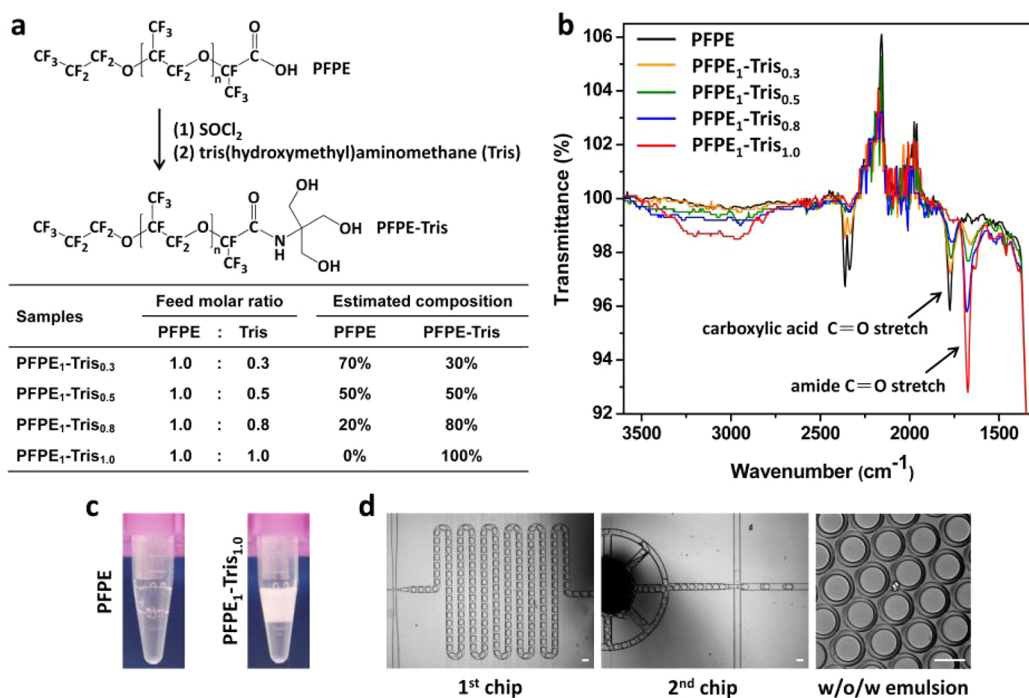 a
CF₃
CF₃ CF₂ O CF O CF C O
CF₂ CF₂ CF₂ n OH PFPE
CF₃
(1) SOCl₂
(2) tris(hydroxymethyl)aminomethane (Tris)
CF₃ OH
CF₃ CF₂ O CF O CF O OH PFPE-Tris
CF₂ CF₂ CF₂ n N
CF₃ H OH
Samples Feed molar ratio Estimated composition
PFPE : Tris PFPE PFPE-Tris
PFPE₁-Tris₀.₃ 1.0 : 0.3 70% 30%
PFPE₁-Tris₀.₅ 1.0 : 0.5 50% 50%
PFPE₁-Tris₀.₈ 1.0 : 0.8 20% 80%
PFPE₁-Tris₁.₀ 1.0 : 1.0 0% 100%
b
PFPE
PFPE₁-Tris₀.₃
PFPE₁-Tris₀.₅
PFPE₁-Tris₀.₈
PFPE₁-Tris₁.₀
Transmittance (%)
106
104
102
100
98
96
94
92
carboxylic acid C=O stretch
amide C=O stretch
3500 3000 2500 2000 1500
Wavenumber (cm⁻¹)
c
PFPE
PFPE₁-Tris₁.₀
d
1ˢᵗ chip
2ⁿᵈ chip
w/o/w emulsion